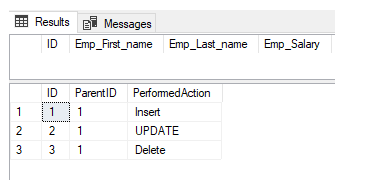 Results Messages
ID Emp_First_name Emp_Last_name Emp_Salary
ID ParentID PerformedAction
1 1 1 Insert
2 2 1 UPDATE
3 3 1 Delete